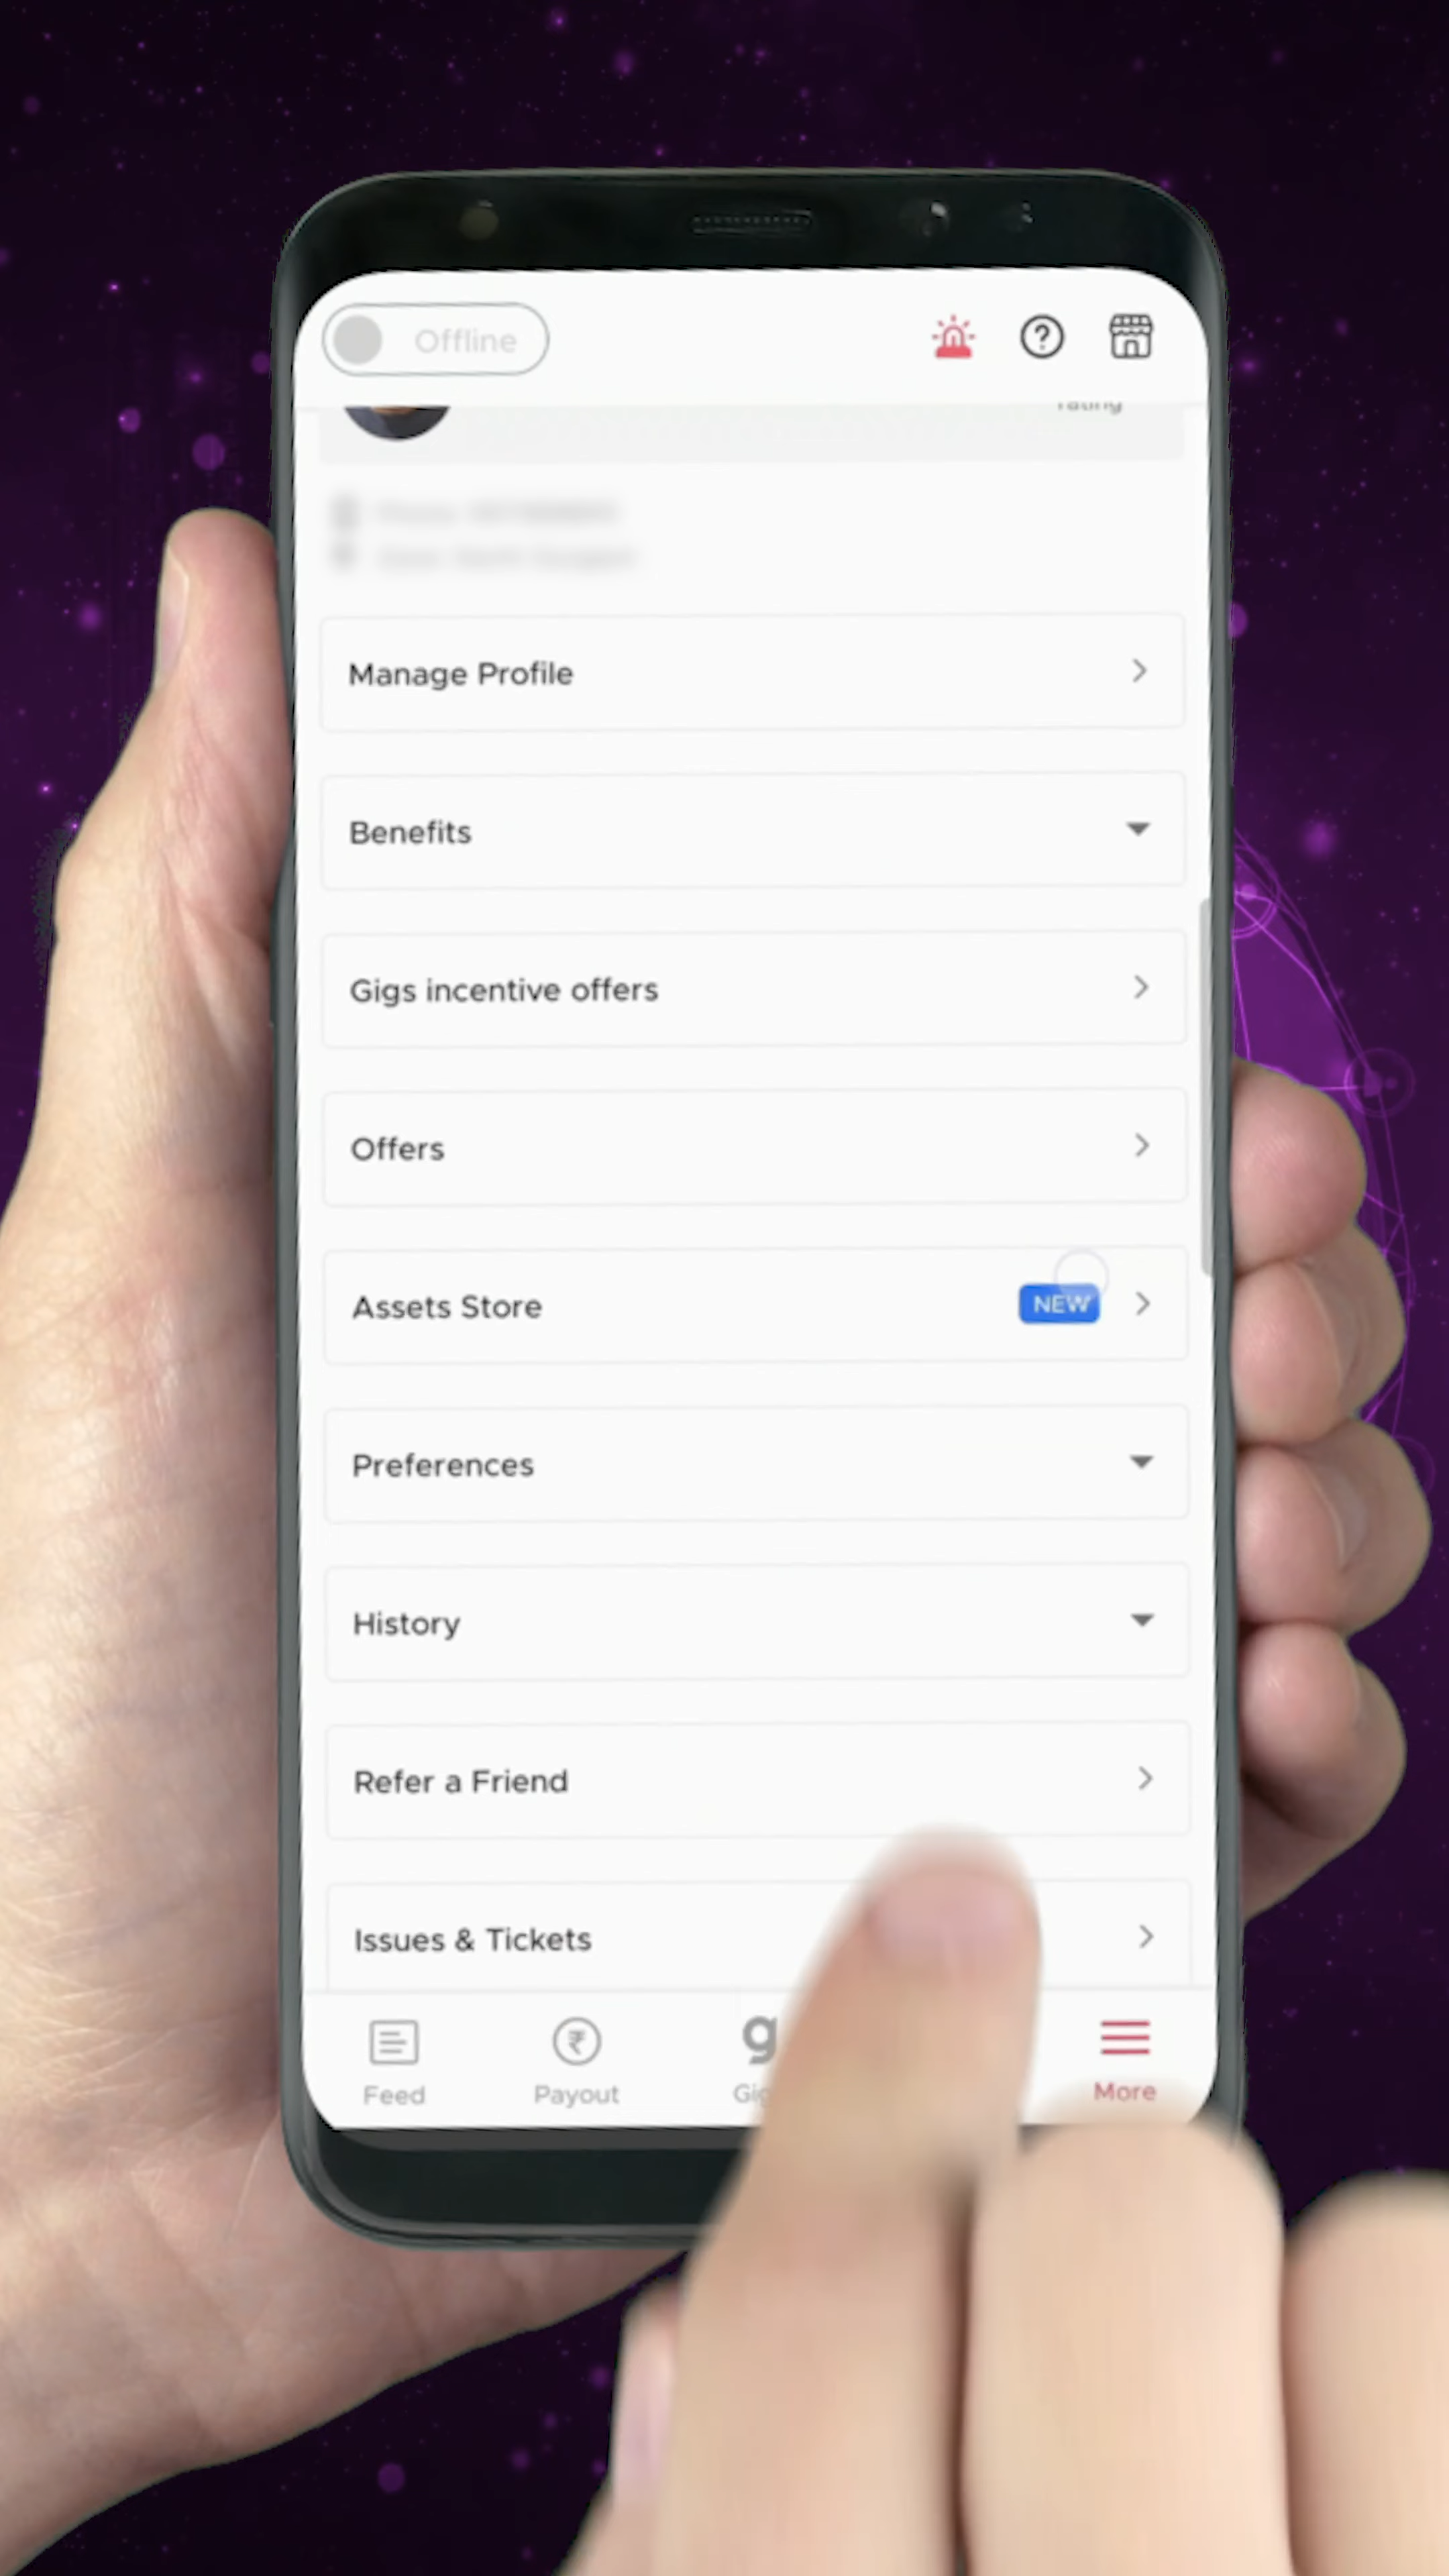 Offline
rating
Manage Profile
Benefits
Gigs incentive offers
Offers
Assets Store
NEW
Preferences
History
Refer a Friend
Issues & Tickets
Feed
Payout
More